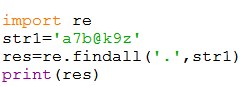 import re
str1='a7b@k9z'
res=re.findall('.',str1)
print(res)